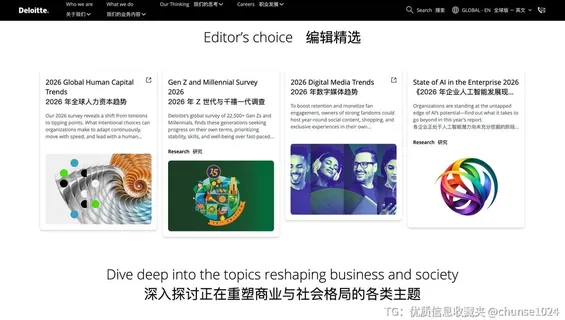 Deloitte.
Who we are
关于我们
What we do
我们的业务内容
Our Thinking 我们的思考
Careers 职业发展
Search 搜索
GLOBAL - EN 全球版 - 英文
Editor's choice 编辑精选
2026 Global Human Capital
Trends
2026 年全球人力资本趋势
Our 2026 survey reveals a shift from tensions
to tipping points. What intentional choices can
organizations make to adapt continuously,
move with speed, and lead with a human...
Gen Z and Millennial Survey
2026
2026 年 Z 世代与千禧一代调查
Deloitte's global survey of 22,500+ Gen Zs and
Millennials, finds these generations seeking
progress on their own terms, prioritizing
stability, skills, and well-being over fast-paced...
Research 研究
15
2026 Digital Media Trends
2026 年数字媒体趋势
To boost retention and monetize fan
engagement, owners of strong fandoms could
host year-round social content, shopping, and
exclusive experiences in their own...
State of AI in the Enterprise 2026
《2026 年企业人工智能发展现...
Organizations are standing at the untapped
edge of AI's potential—find out what it takes to
go beyond in this year's report.
各企业正处于人工智能潜力尚未充分挖掘的阶段...
Research 研究
Dive deep into the topics reshaping business and society
深入探讨正在重塑商业与社会格局的各类主题
TG：优质信息收藏夹 @chunse1024